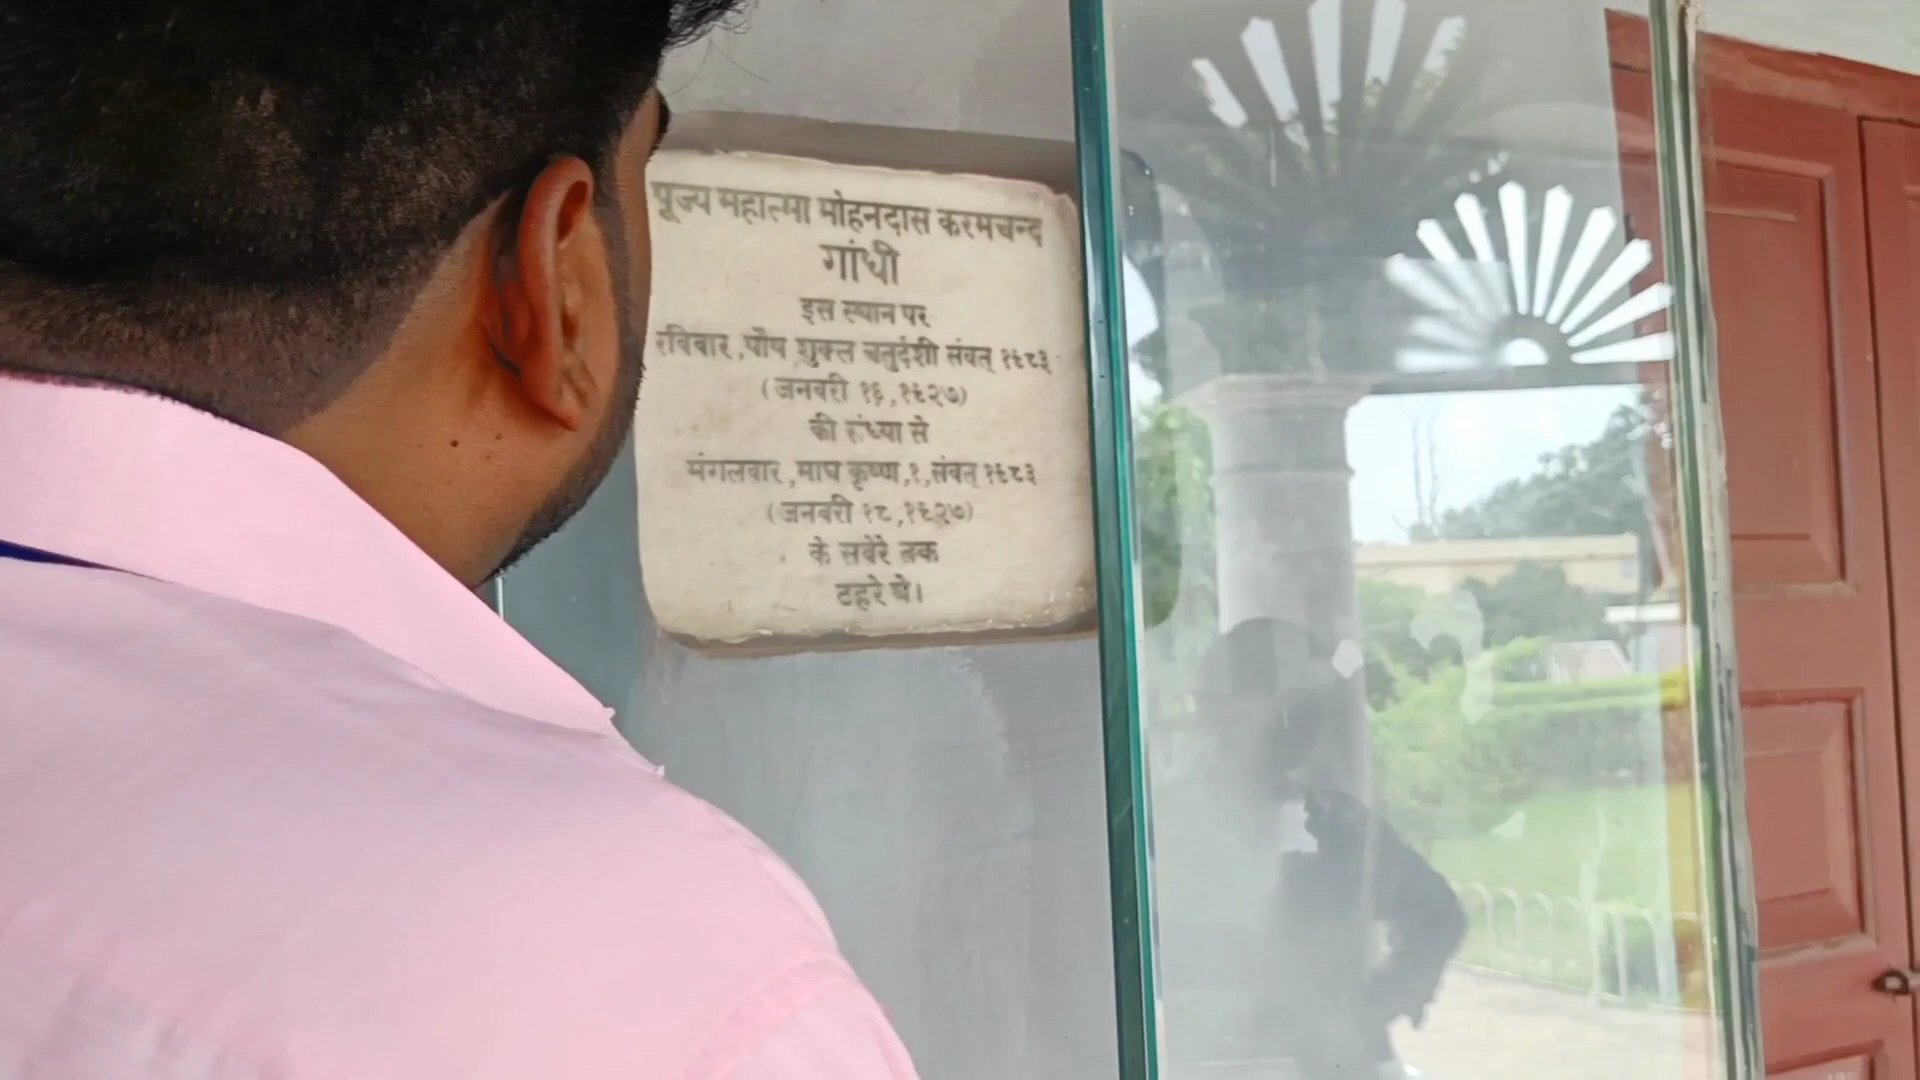 पूज्य महात्मा मोहनदास करमचन्द
गांधी
इस स्थान पर
रविवार, पौष शुक्ल चतुर्दशी संवत् १९८३
(जनवरी १६, १९२७)
की संध्या से
मंगलवार, माघ कृष्ण, १, संवत् १९८३
(जनवरी १८, १९२७)
के सवेरे तक
टहरे थे।